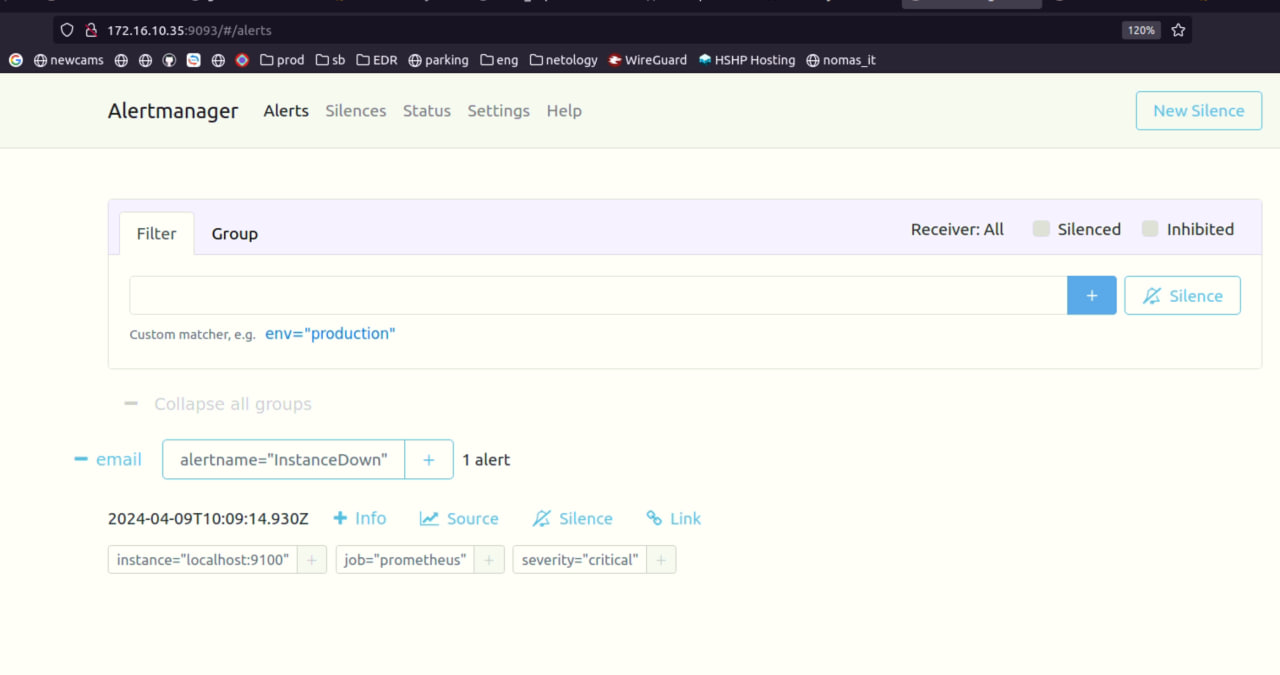 172.16.10.35:9093/#/alerts 120%
newcams prod sb EDR parking eng netology WireGuard HSHP Hosting nomas_it
Alertmanager Alerts Silences Status Settings Help New Silence
Filter Group Receiver: All Silenced Inhibited
+ Silence
Custom matcher, e.g. env="production"
Collapse all groups
email alertname="InstanceDown" + 1 alert
2024-04-09T10:09:14.930Z Info Source Silence Link
instance="localhost:9100" + job="prometheus" + severity="critical" +